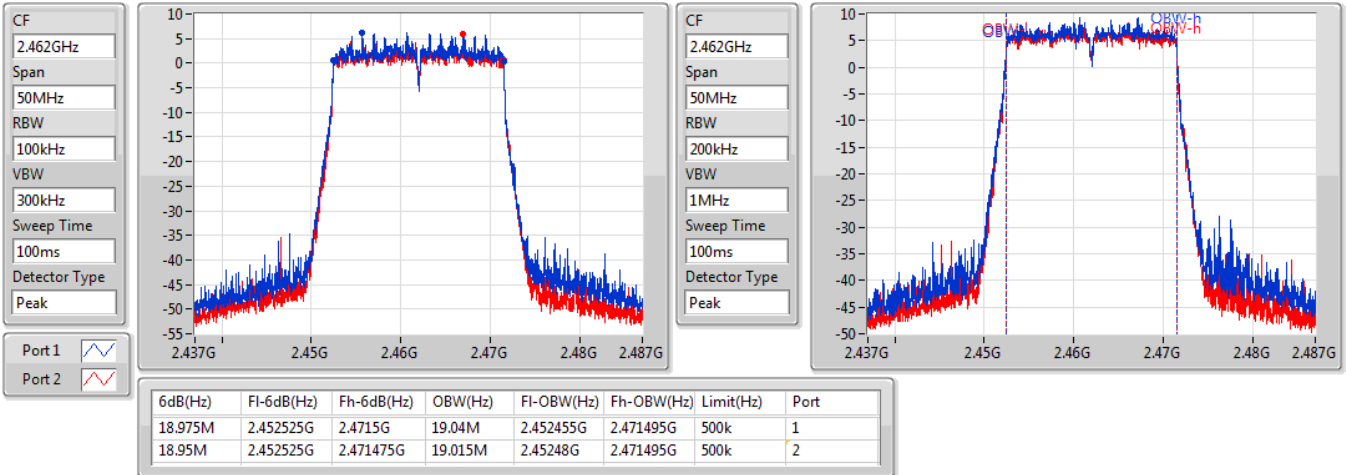 CF
2.462GHz
Span
50MHz
RBW
100kHz
VBW
300kHz
Sweep Time
100ms
Detector Type
Peak
Port 1
Port 2
10
5
0
-5
-10
-15
-20
-25
-30
-35
-40
-45
-50
-55
2.437G 2.45G 2.46G 2.47G 2.48G 2.487G
CF
2.462GHz
Span
50MHz
RBW
200kHz
VBW
1MHz
Sweep Time
100ms
Detector Type
Peak
10
5
0
-5
-10
-15
-20
-25
-30
-35
-40
-45
-50
OBW-h
OBW-h
2.437G 2.45G 2.46G 2.47G 2.48G 2.487G
6dB(Hz) Fl-6dB(Hz) Fh-6dB(Hz) OBW(Hz) Fl-OBW(Hz) Fh-OBW(Hz) Limit(Hz) Port
18.975M 2.452525G 2.4715G 19.04M 2.452455G 2.471495G 500k 1
18.95M 2.452525G 2.471475G 19.015M 2.45248G 2.471495G 500k 2